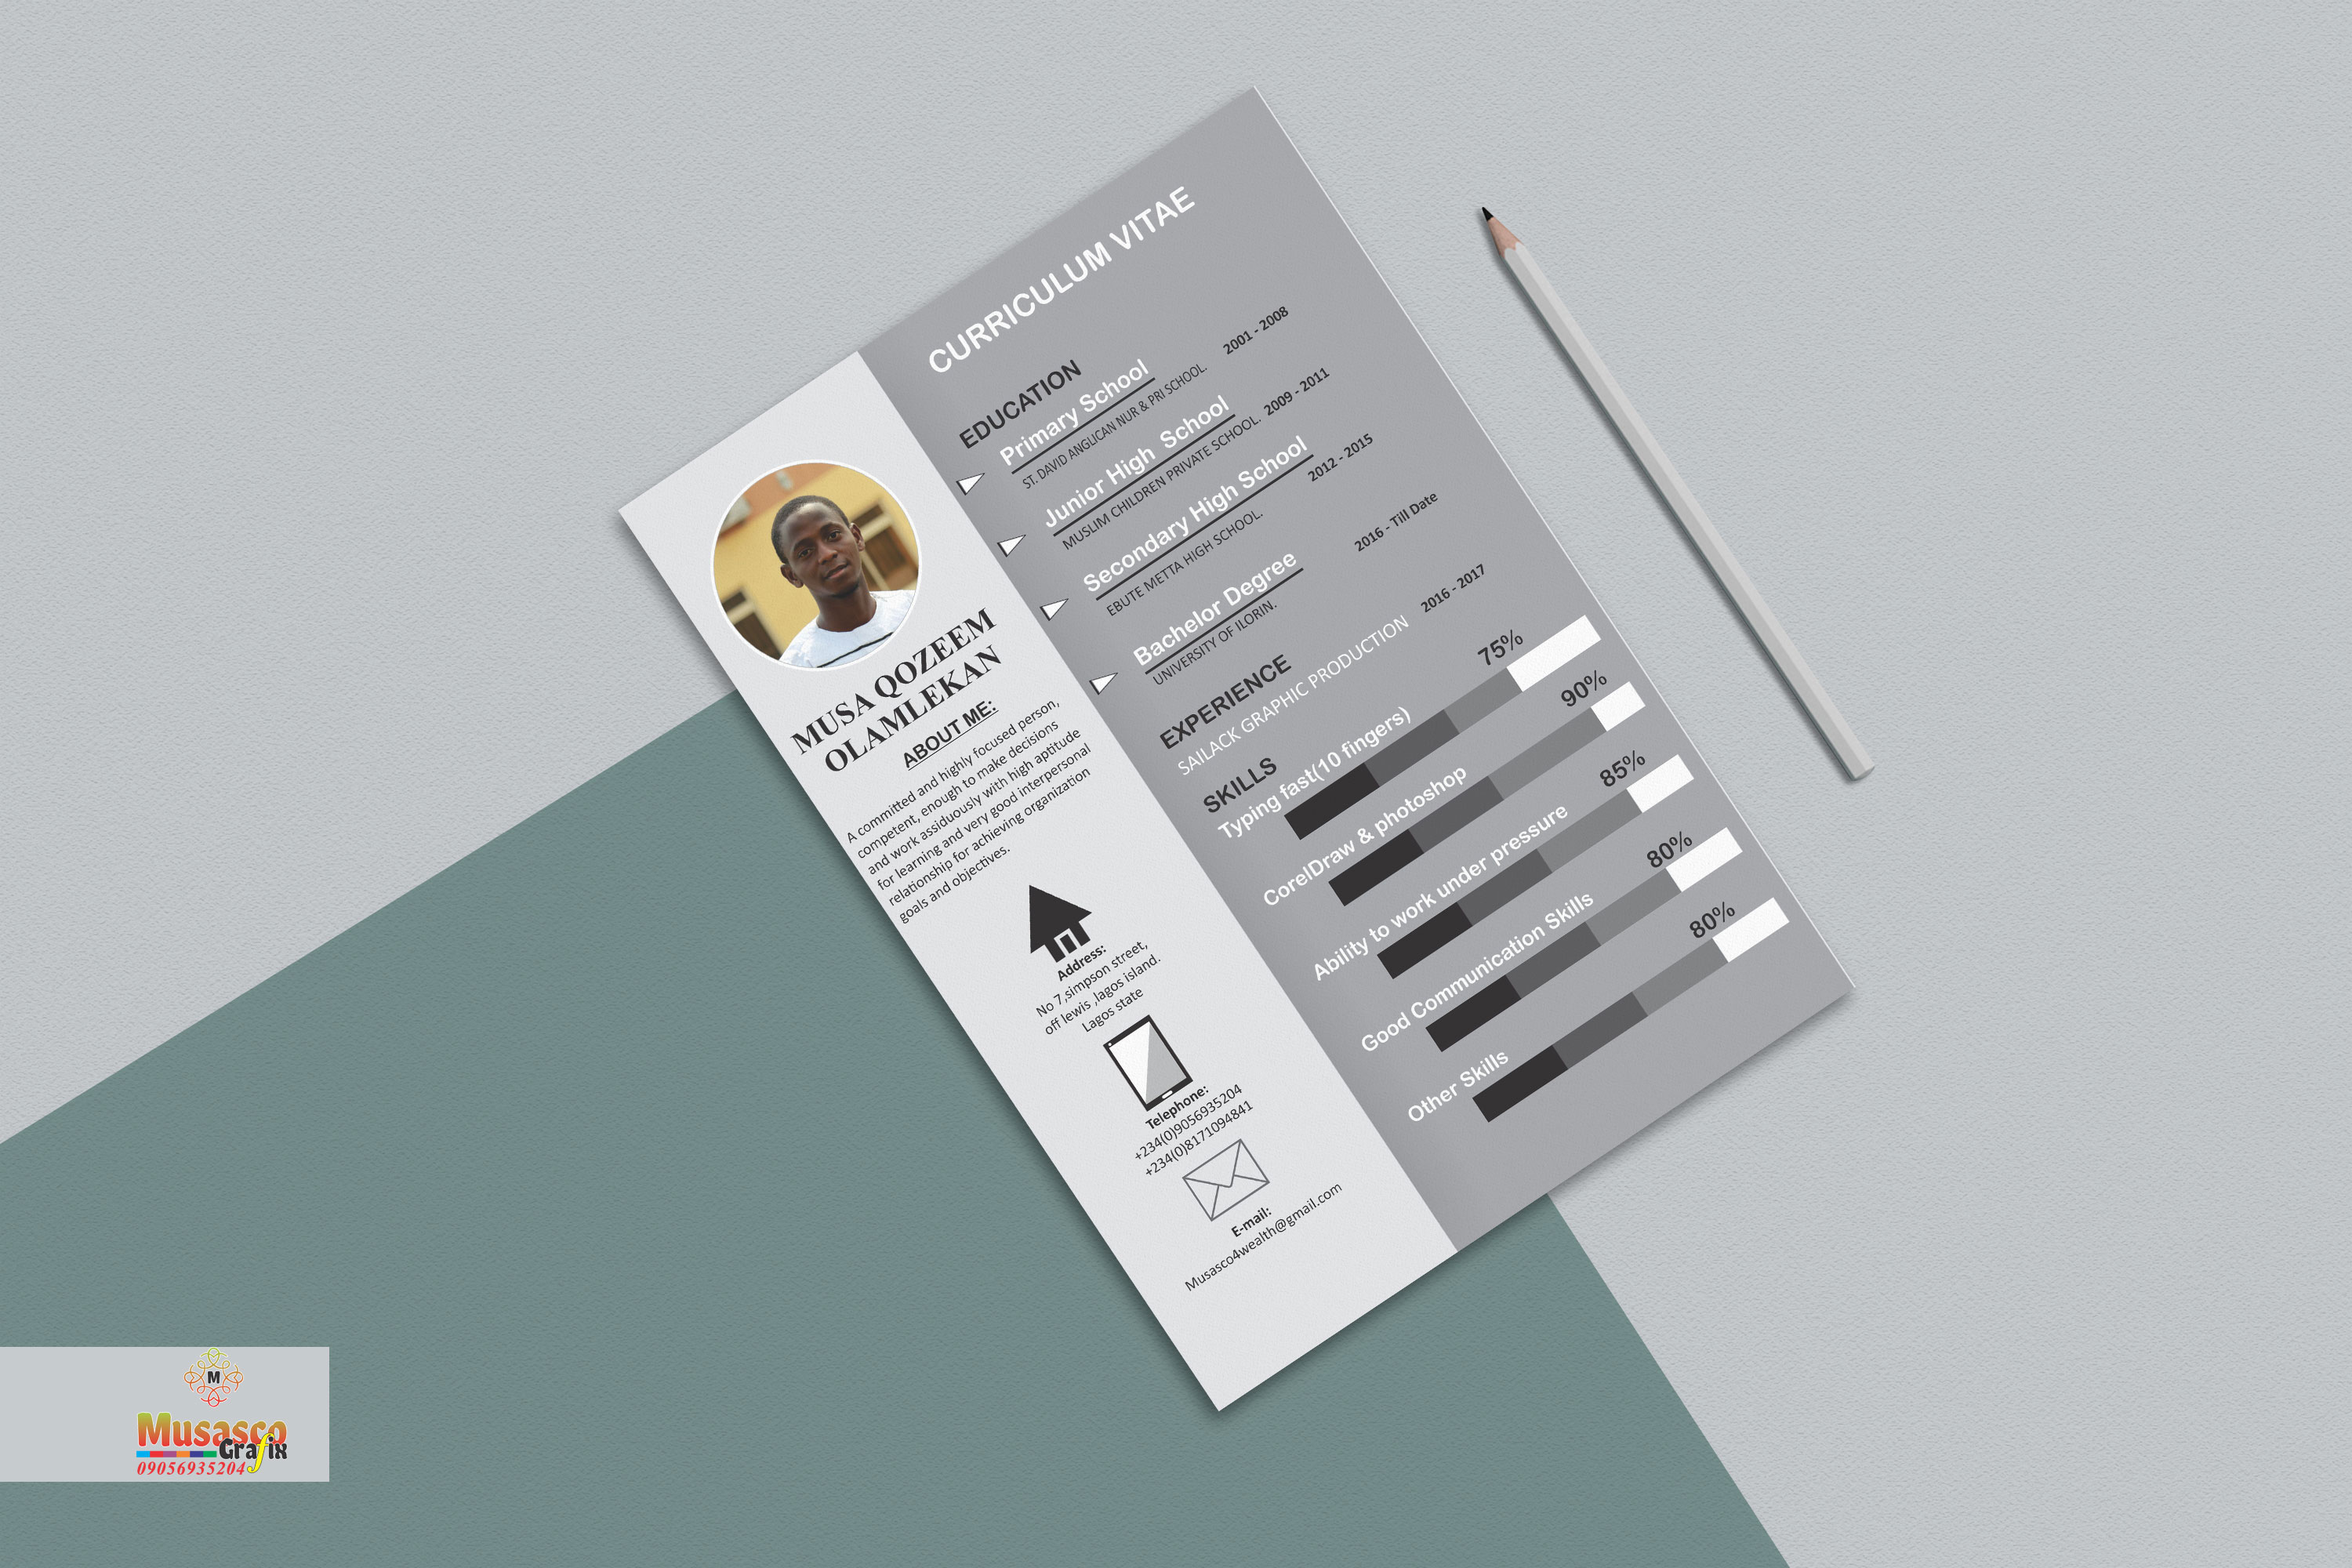 CURRICULUM VITAE
MUSA QOZEEM
OLAMLEKAN
ABOUT ME:
A committed and highly focused person,
competent, enough to make decisions
and work assiduously with high aptitude
for learning and very good interpersonal
relationship for achieving organization
goals and objectives.
Address:
No 7,simpson street,
off lewis ,lagos island.
Lagos state
Telephone:
+234(0)9056935204
+234(0)8171094841
E-mail:
Musasco4wealth@gmail.com
EDUCATION
Primary School
ST. DAVID ANGLICAN NUR & PRI SCHOOL. 2001 - 2008
Junior High School
MUSLIM CHILDREN PRIVATE SCHOOL. 2009 - 2011
Secondary High School
EBUTE METTA HIGH SCHOOL. 2012 - 2015
Bachelor Degree
UNIVERSITY OF ILORIN. 2016 - Till Date
EXPERIENCE
SAILACK GRAPHIC PRODUCTION 2016 - 2017
SKILLS
Typing fast(10 fingers) 75%
CorelDraw & photoshop 90%
Ability to work under pressure 85%
Good Communication Skills 80%
Other Skills 80%
M
Musasco
Grafix
09056935204